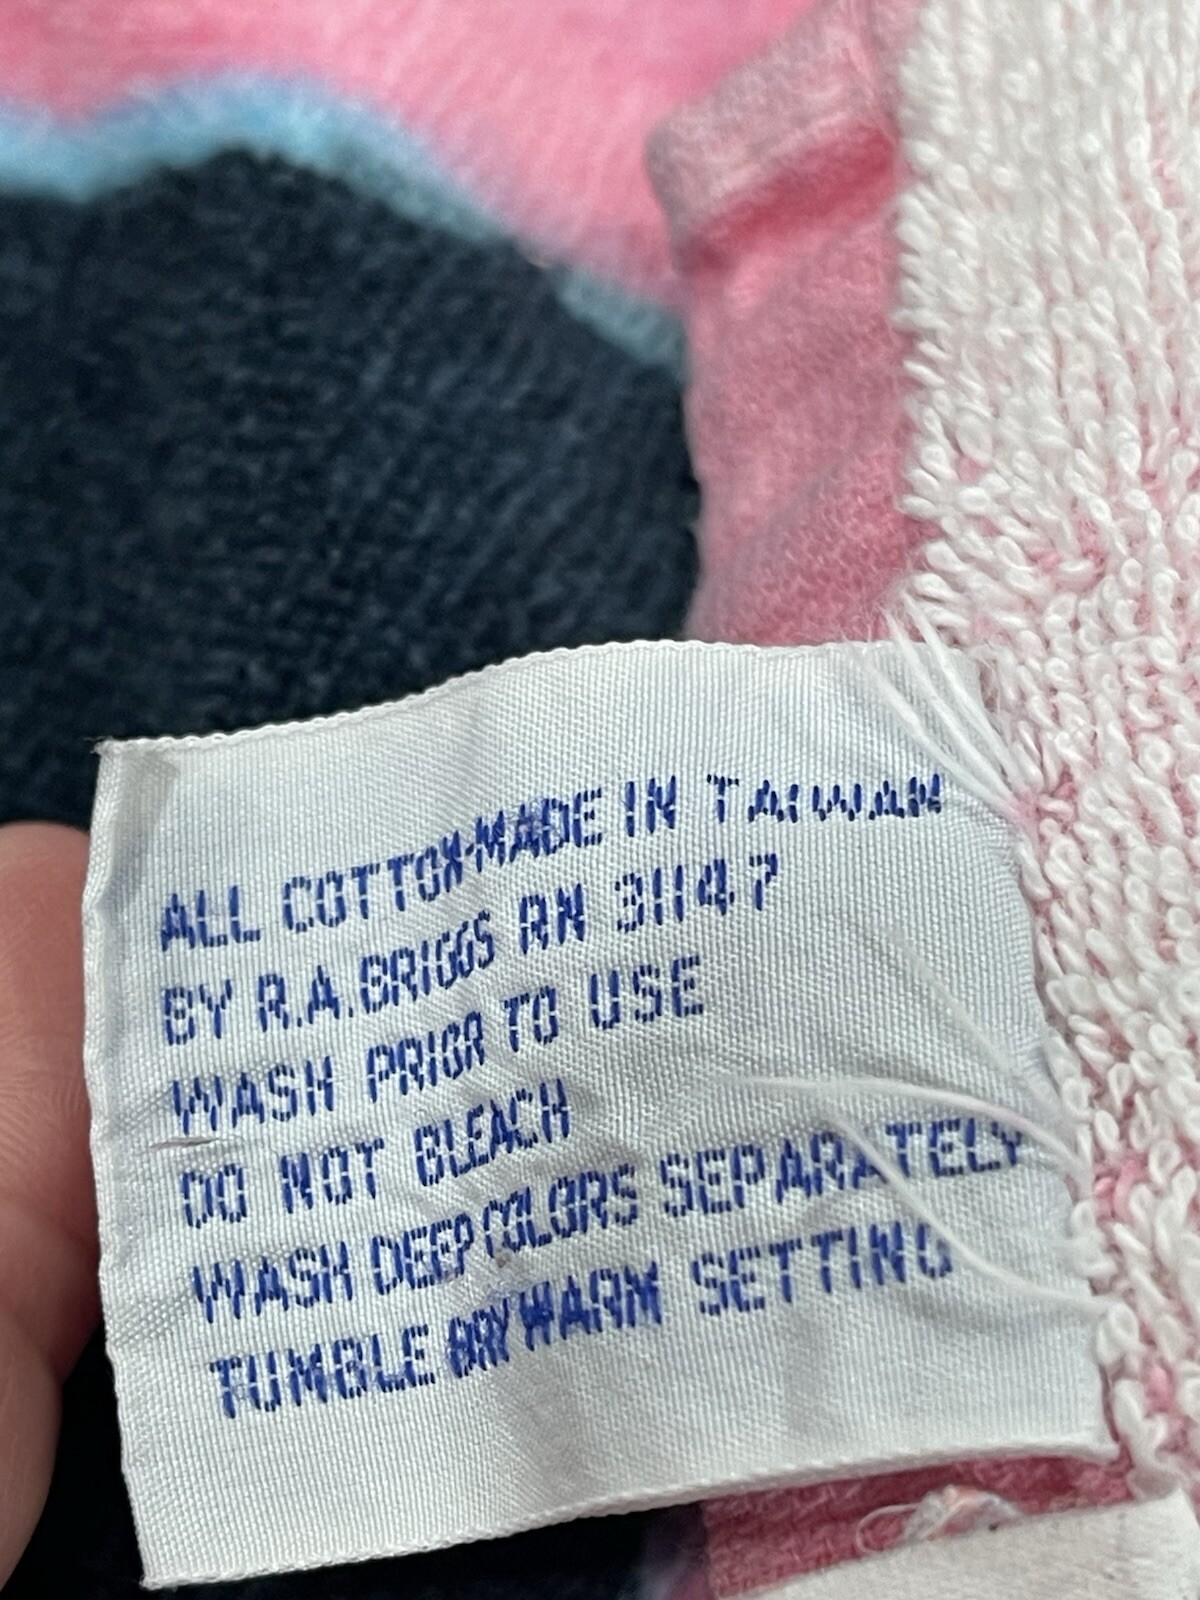 ALL COTTON-MADE IN TAIWAN
BY R.A.BRIGGS RN 31147
WASH PRIOR TO USE
DO NOT BLEACH
WASH DEEP COLORS SEPARATELY
TUMBLE DRY WARM SETTING